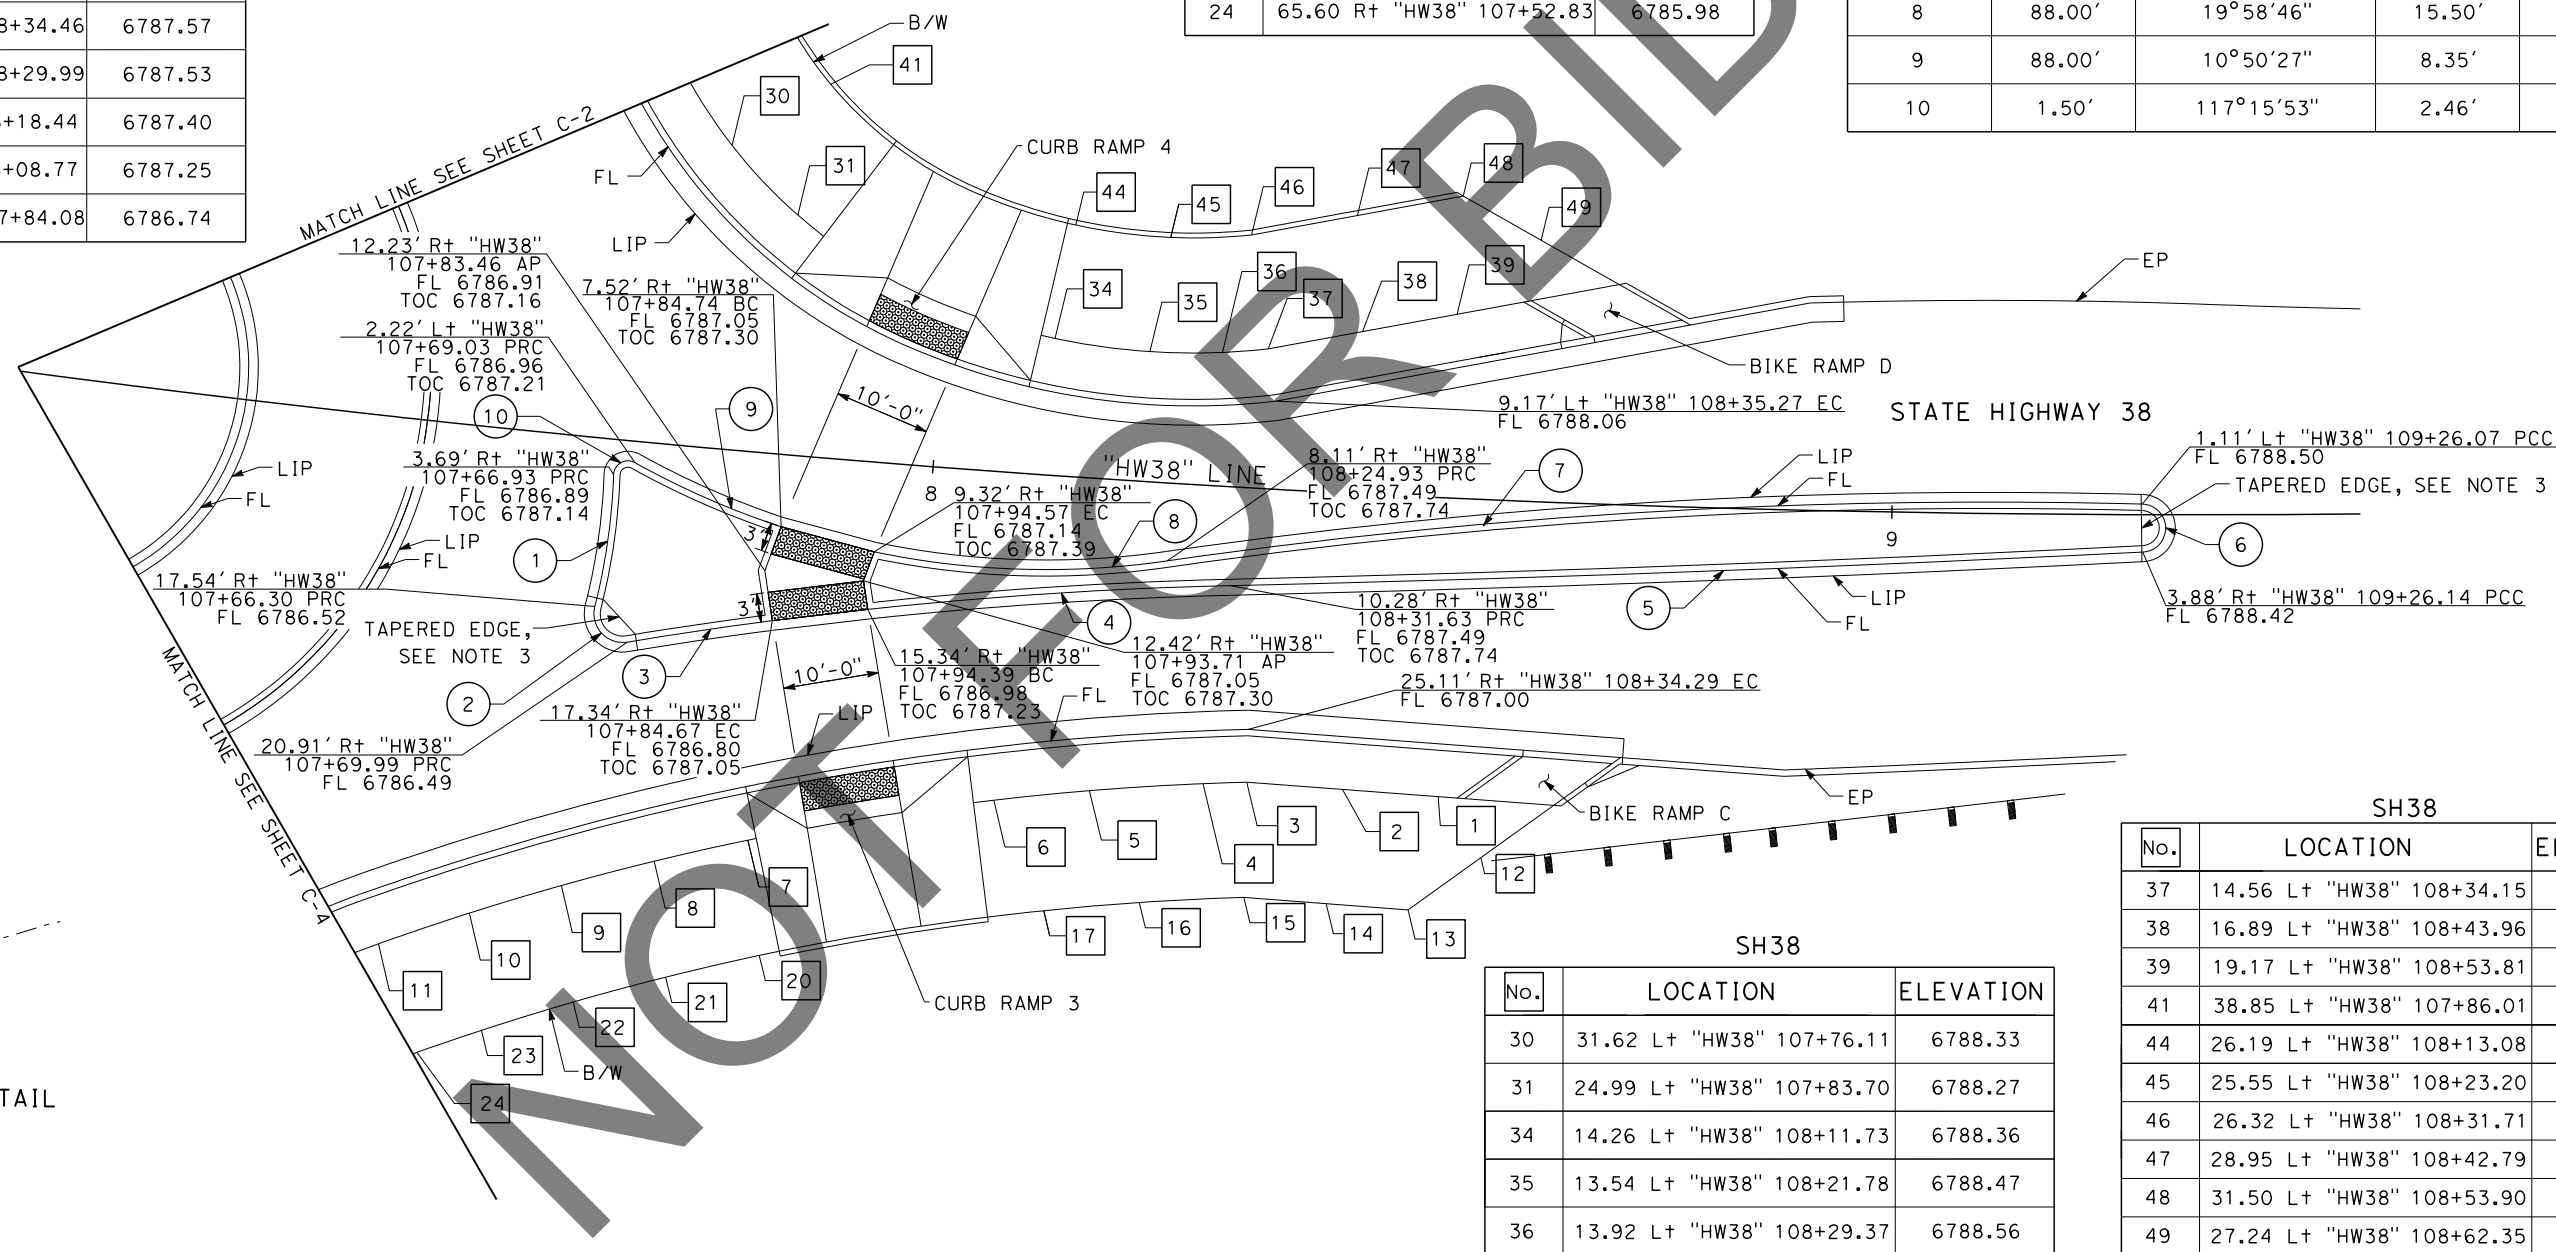 8+34.46 6787.57
8+29.99 6787.53
+18.44 6787.40
+08.77 6787.25
7+84.08 6786.74
24 65.60 Rt "HW38" 107+52.83 6785.98
8 88.00' 19°58'46" 15.50'
9 88.00' 10°50'27" 8.35'
10 1.50' 117°15'53" 2.46'
B/W
41
30
31
CURB RAMP 4
FL
LIP
44
45
46
47
48
49
MATCH LINE SEE SHEET C-2
34
35
36
37
38
39
EP
BIKE RAMP D
12.23' Rt "HW38"
107+83.46 AP
FL 6786.91
TOC 6787.16
7.52' Rt "HW38"
107+84.74 BC
FL 6787.05
TOC 6787.30
2.22' Lt "HW38"
107+69.03 PRC
FL 6786.96
TOC 6787.21
10
9
10'-0"
9.17' Lt "HW38" 108+35.27 EC
FL 6788.06
STATE HIGHWAY 38
3.69' Rt "HW38"
107+66.93 PRC
FL 6786.89
TOC 6787.14
LIP
FL
8
"HW38" LINE
8.11' Rt "HW38"
108+24.93 PRC
FL 6787.49
TOC 6787.74
7
LIP
FL
1.11' Lt "HW38" 109+26.07 PCC
FL 6788.50
TAPERED EDGE, SEE NOTE 3
9.32' Rt "HW38"
107+94.57 EC
FL 6787.14
TOC 6787.39
8
9
6
LIP
FL
1
3'
3'
17.54' Rt "HW38"
107+66.30 PRC
FL 6786.52
TAPERED EDGE,
SEE NOTE 3
2
3
4
5
LIP
FL
3.88' Rt "HW38" 109+26.14 PCC
FL 6788.42
10.28' Rt "HW38"
108+31.63 PRC
FL 6787.49
TOC 6787.74
12.42' Rt "HW38"
107+93.71 AP
FL 6787.05
TOC 6787.30
15.34' Rt "HW38"
107+94.39 BC
FL 6786.98
TOC 6787.23
10'-0"
25.11' Rt "HW38" 108+34.29 EC
FL 6787.00
FL
LIP
17.34' Rt "HW38"
107+84.67 EC
FL 6786.80
TOC 6787.05
20.91' Rt "HW38"
107+69.99 PRC
FL 6786.49
MATCH LINE SEE SHEET C-4
EP
BIKE RAMP C
1
2
3
4
5
6
7
8
9
10
11
12
13
14
15
16
17
20
21
22
23
24
CURB RAMP 3
B/W
TAIL
SH38
No. LOCATION ELEVATION
30 31.62 Lt "HW38" 107+76.11 6788.33
31 24.99 Lt "HW38" 107+83.70 6788.27
34 14.26 Lt "HW38" 108+11.73 6788.36
35 13.54 Lt "HW38" 108+21.78 6788.47
36 13.92 Lt "HW38" 108+29.37 6788.56
SH38
No. LOCATION
37 14.56 Lt "HW38" 108+34.15
38 16.89 Lt "HW38" 108+43.96
39 19.17 Lt "HW38" 108+53.81
41 38.85 Lt "HW38" 107+86.01
44 26.19 Lt "HW38" 108+13.08
45 25.55 Lt "HW38" 108+23.20
46 26.32 Lt "HW38" 108+31.71
47 28.95 Lt "HW38" 108+42.79
48 31.50 Lt "HW38" 108+53.90
49 27.24 Lt "HW38" 108+62.35
NOT FOR BID